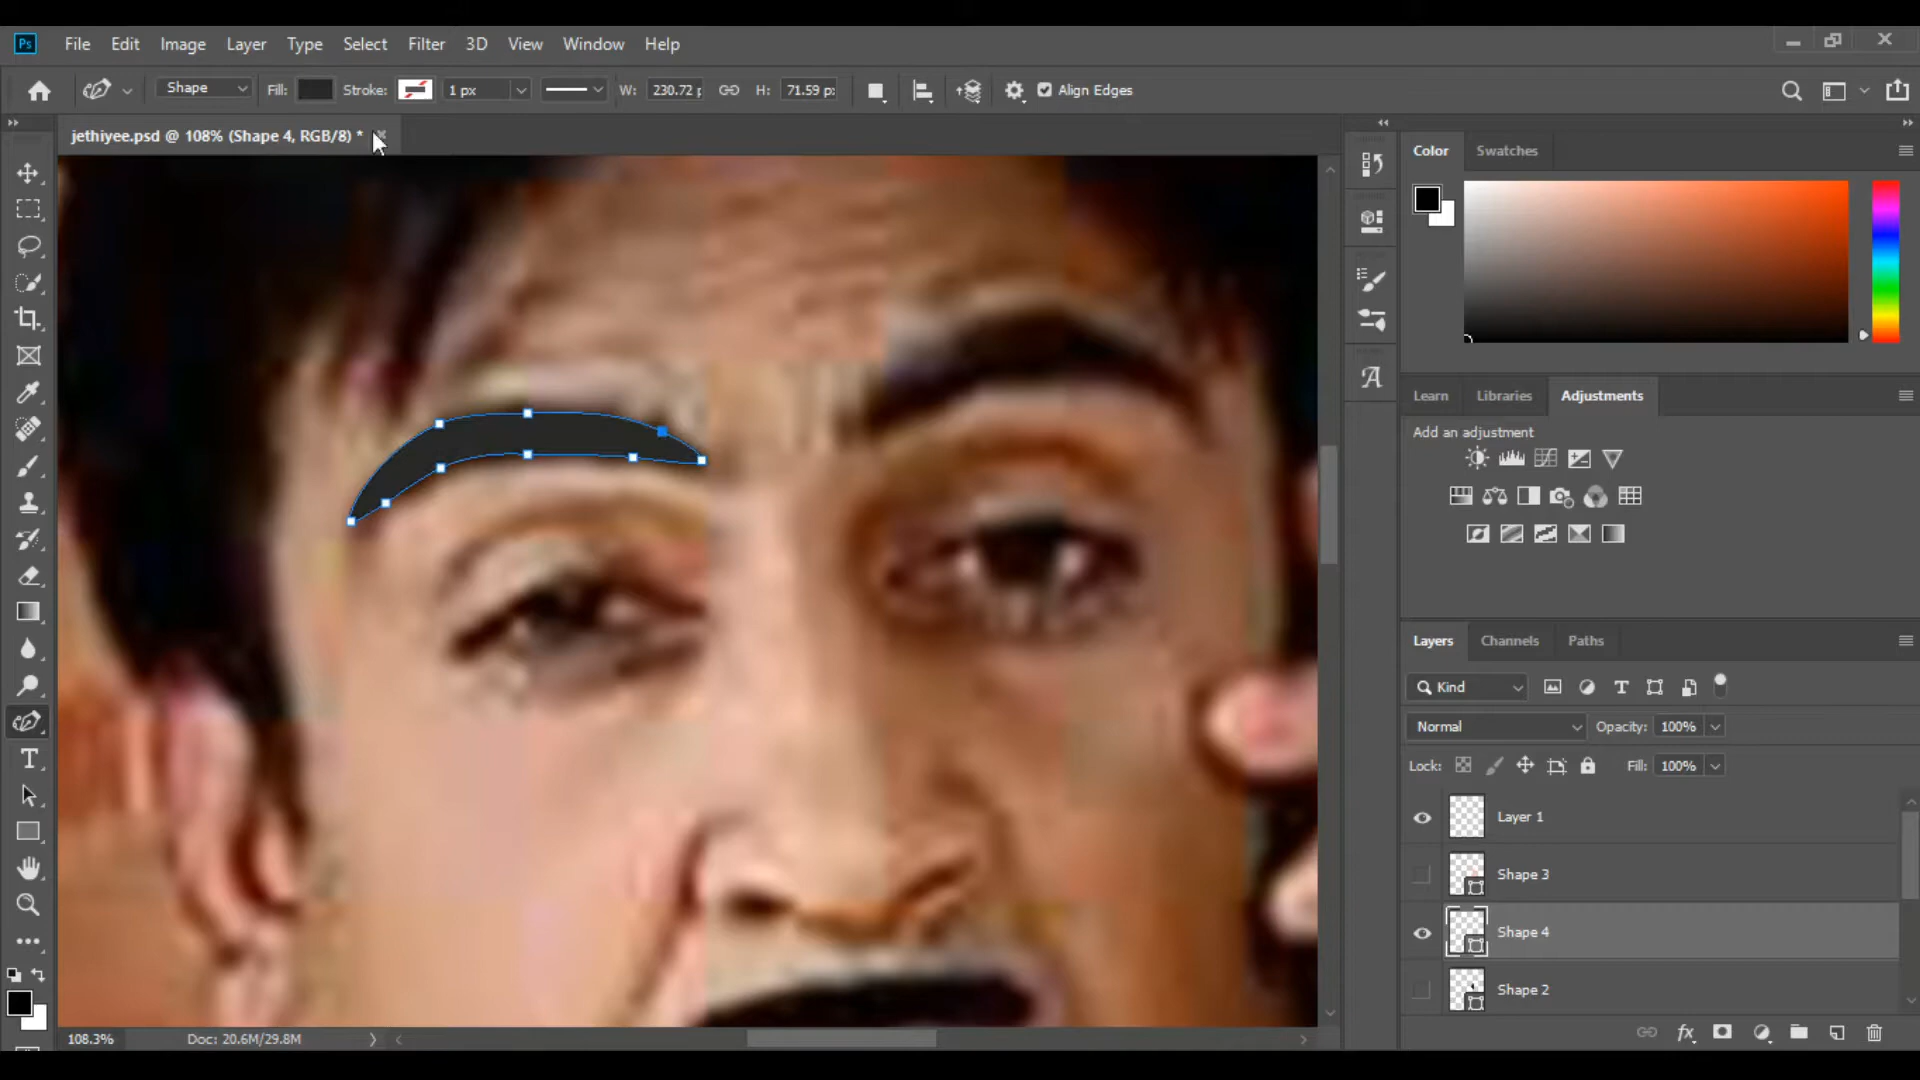 Ps File Edit Image Layer Type Select Filter 3D View Window Help
Shape Fill: Stroke: 1 px W: 230.72 p H: 71.59 p: Align Edges
jethiyee.psd @ 108% (Shape 4, RGB/8) *
Color Swatches
Learn Libraries Adjustments
Add an adjustment
Layers Channels Paths
Kind
Normal Opacity: 100%
Lock: Fill: 100%
Layer 1
Shape 3
Shape 4
Shape 2
108.3% Doc: 20.6M/29.8M